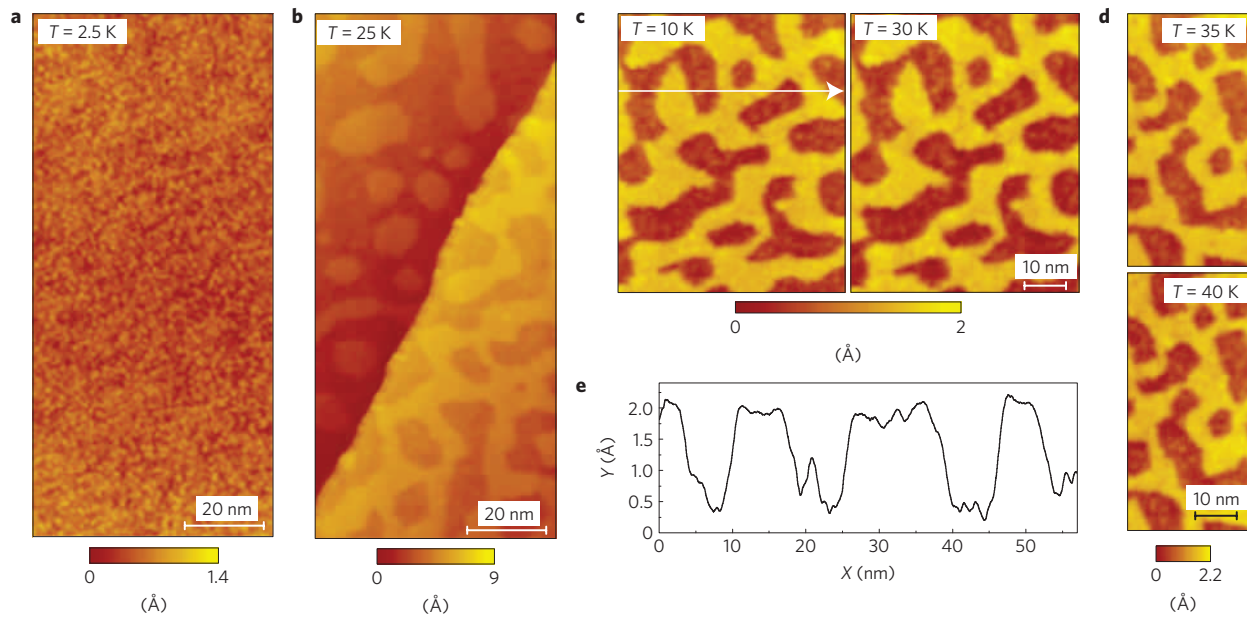 a
T = 2.5 K
20 nm
0
1.4
(Å)
b
T = 25 K
20 nm
0
9
(Å)
c
T = 10 K
T = 30 K
10 nm
0
2
(Å)
d
T = 35 K
T = 40 K
10 nm
0
2.2
(Å)
e
Y (Å)
2.0
1.5
1.0
0.5
0
0
10
20
30
40
50
X (nm)